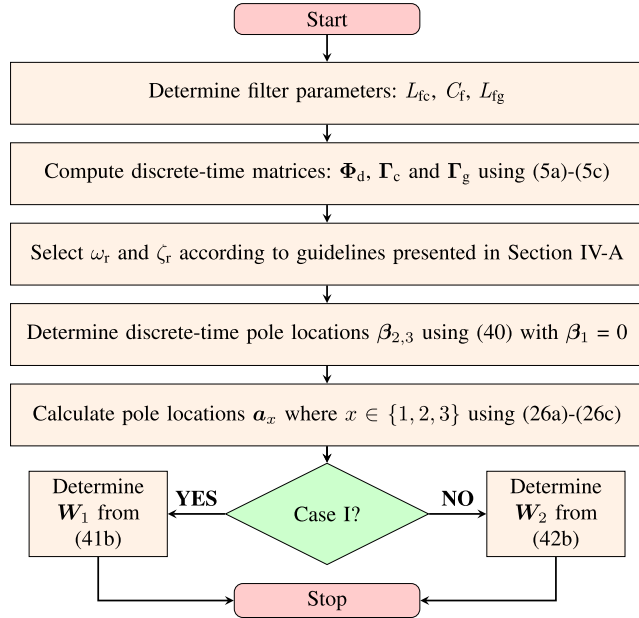 Start
Determine filter parameters: L_fc, C_f, L_fg
Compute discrete-time matrices: Φ_d, Γ_c and Γ_g using (5a)-(5c)
Select ω_r and ζ_r according to guidelines presented in Section IV-A
Determine discrete-time pole locations β_2,3 using (40) with β_1 = 0
Calculate pole locations a_x where x ∈ {1, 2, 3} using (26a)-(26c)
Determine
W_1 from
(41b)
YES
Case I?
NO
Determine
W_2 from
(42b)
Stop